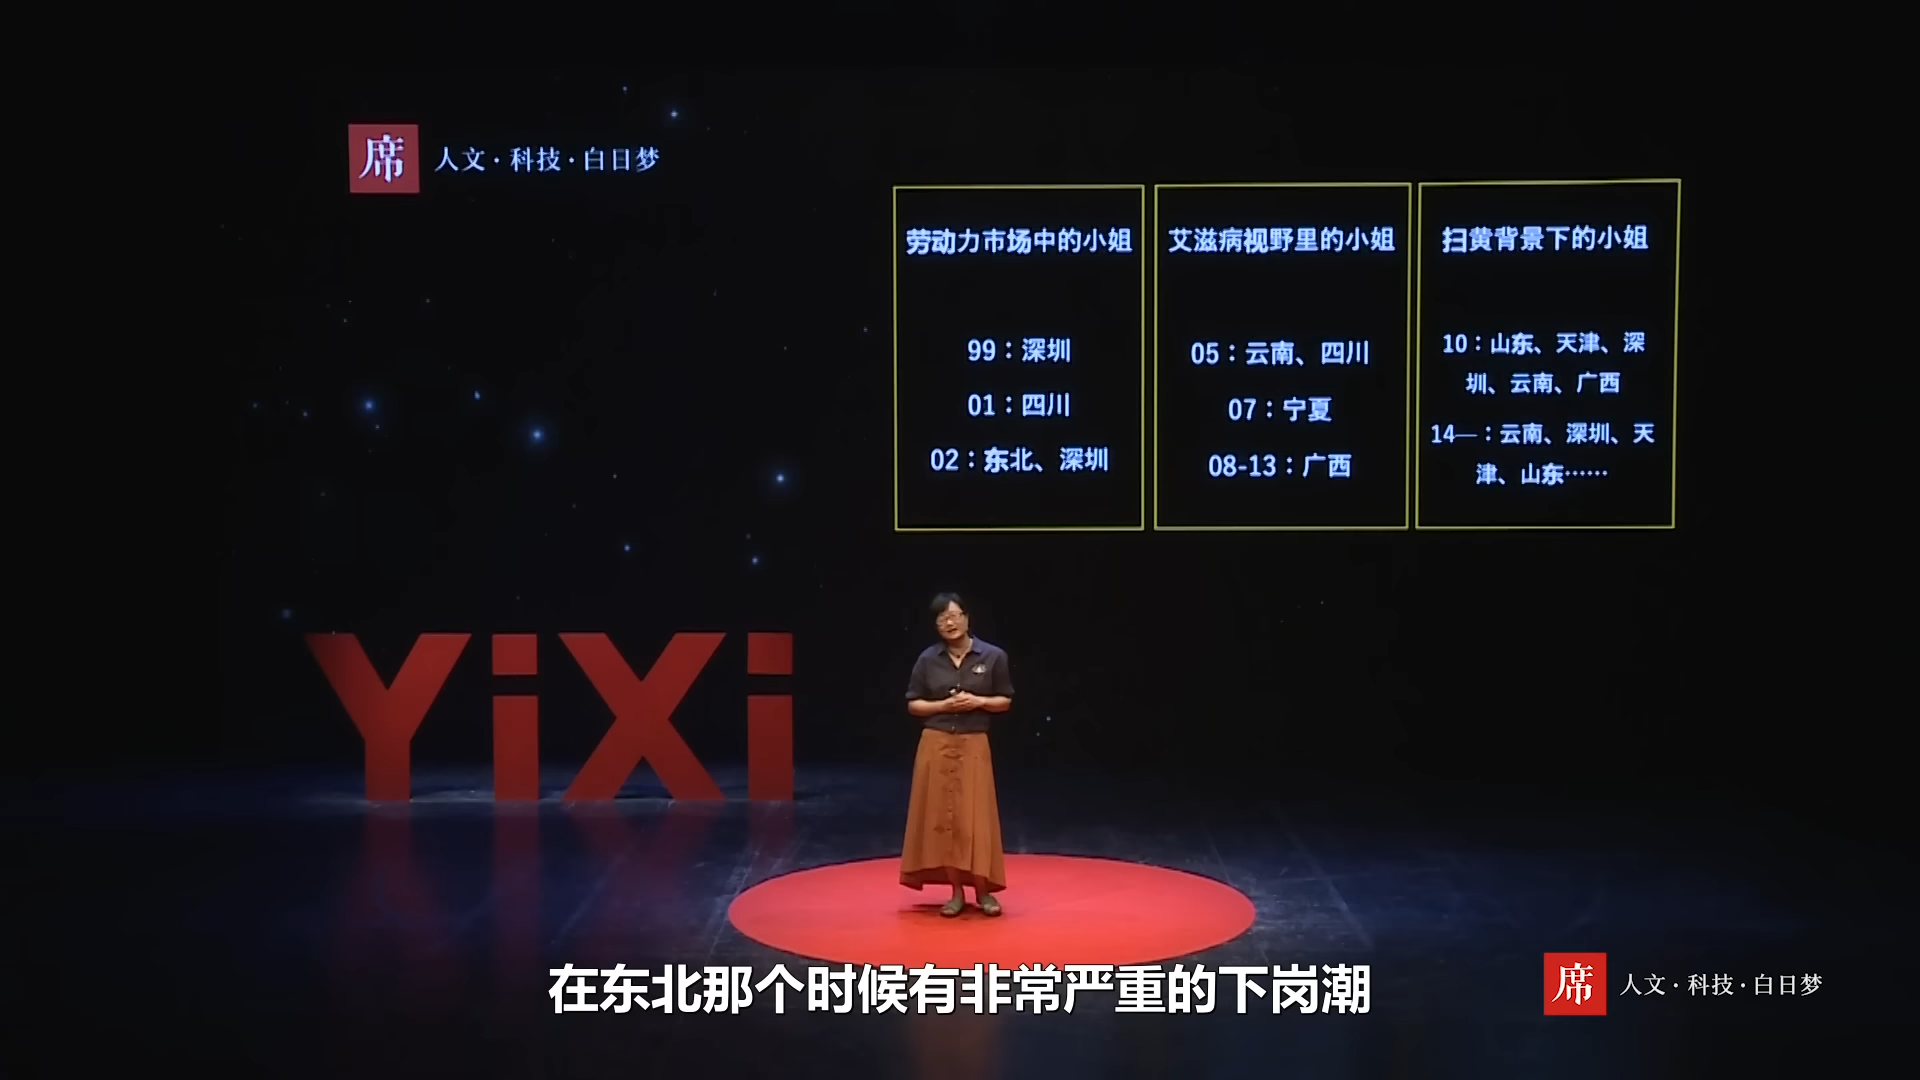 席 人文·科技·白日梦
劳动力市场中的小姐
99：深圳
01：四川
02：东北、深圳
艾滋病视野里的小姐
05：云南、四川
07：宁夏
08-13：广西
扫黄背景下的小姐
10：山东、天津、深
圳、云南、广西
14—：云南、深圳、天
津、山东……
YiXi
在东北那个时候有非常严重的下岗潮
席 人文·科技·白日梦